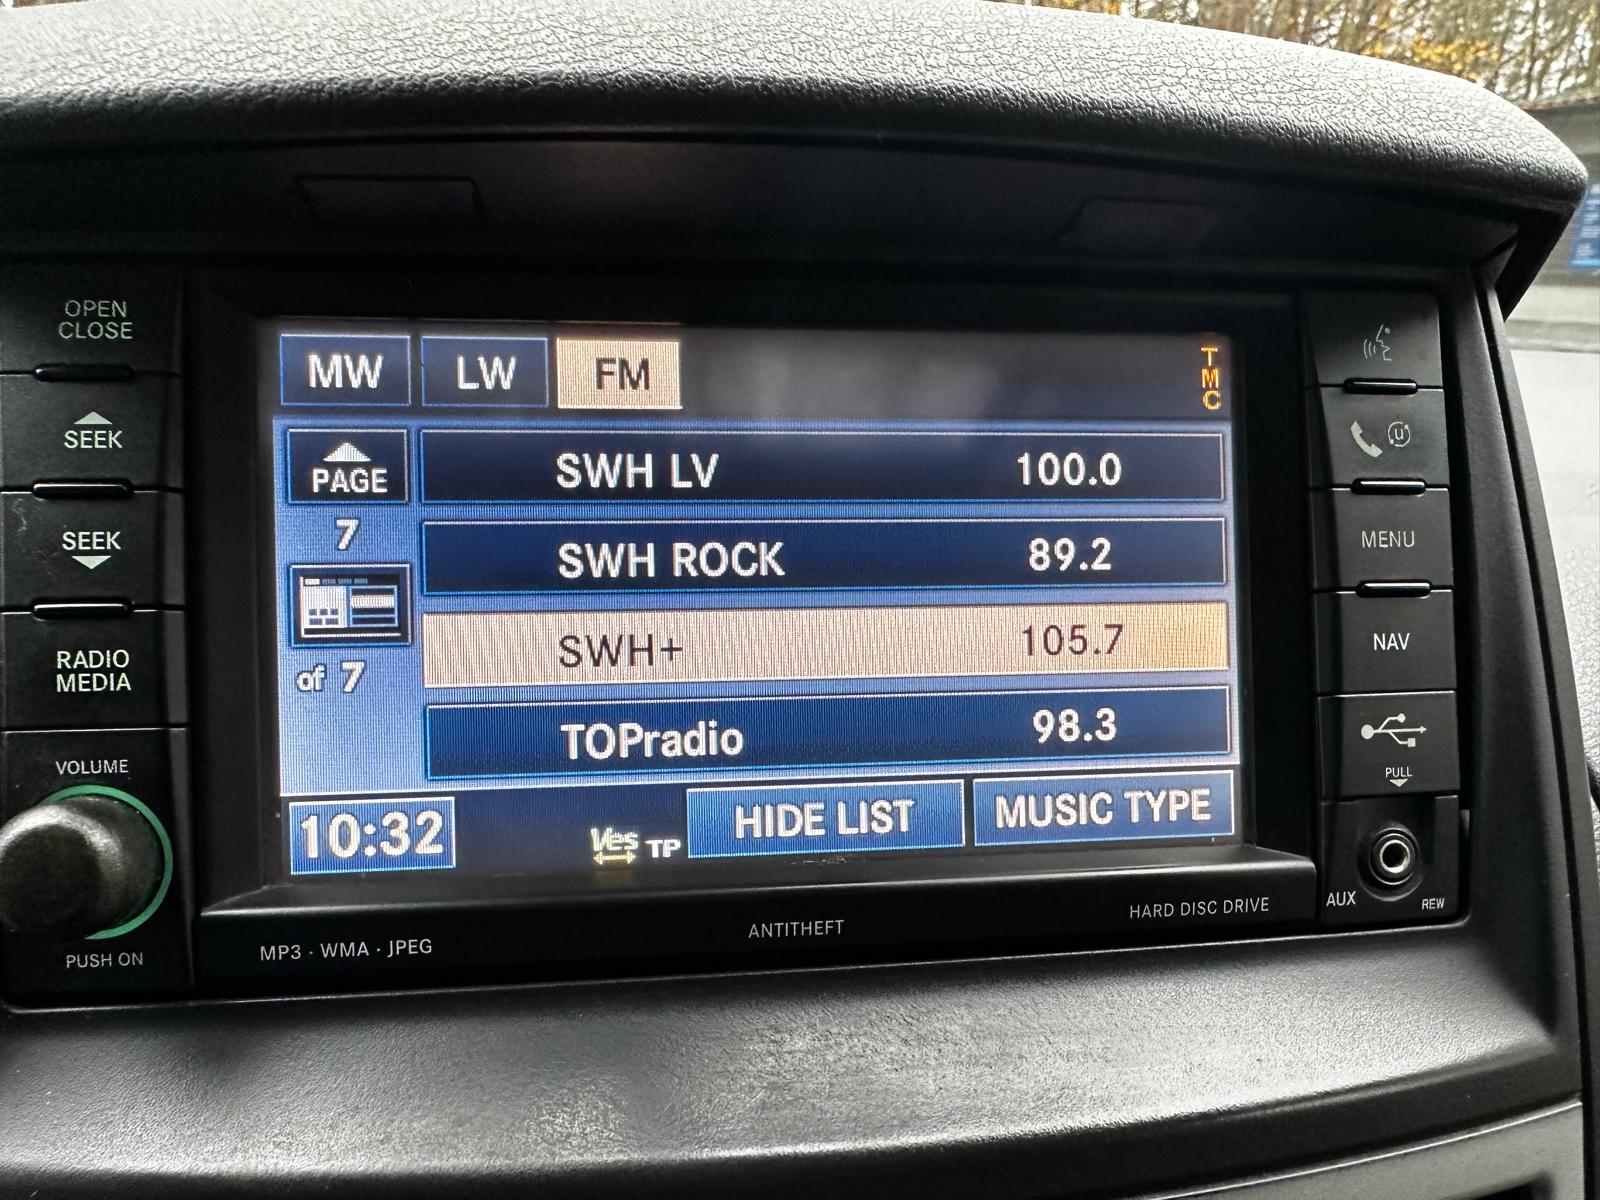 OPEN
CLOSE
SEEK
SEEK
RADIO
MEDIA
VOLUME
PUSH ON
MW LW FM
TMC
PAGE
7
of 7
SWH LV 100.0
SWH ROCK 89.2
SWH+ 105.7
TOPradio 98.3
10:32
Ves TP
HIDE LIST
MUSIC TYPE
MP3 · WMA · JPEG
ANTITHEFT
HARD DISC DRIVE
u
MENU
NAV
PULL
AUX
REW